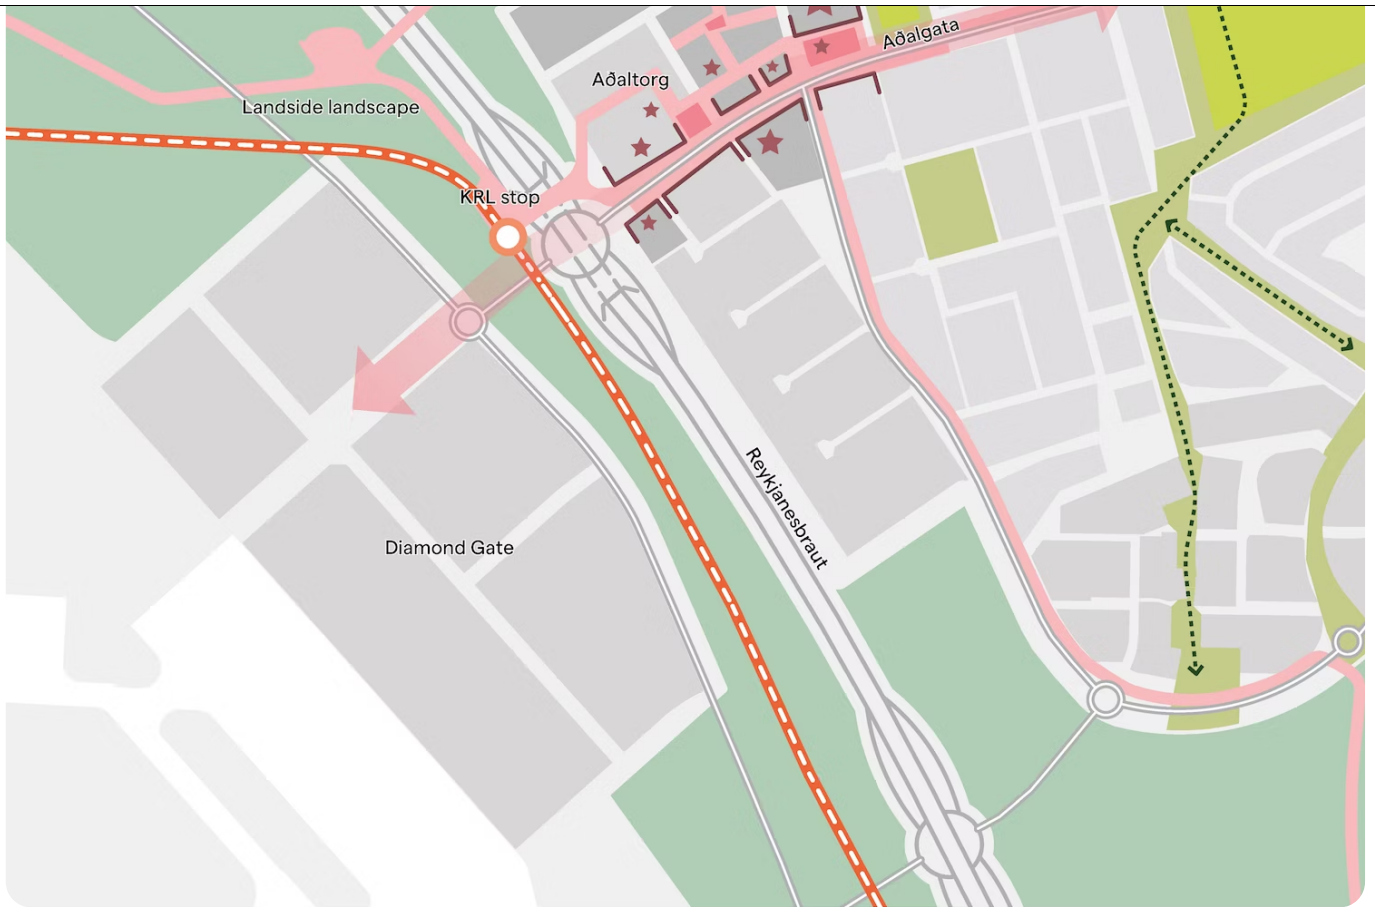 Aðalgata
Aðaltorg
Landside landscape
KRL stop
Reykjanesbraut
Diamond Gate